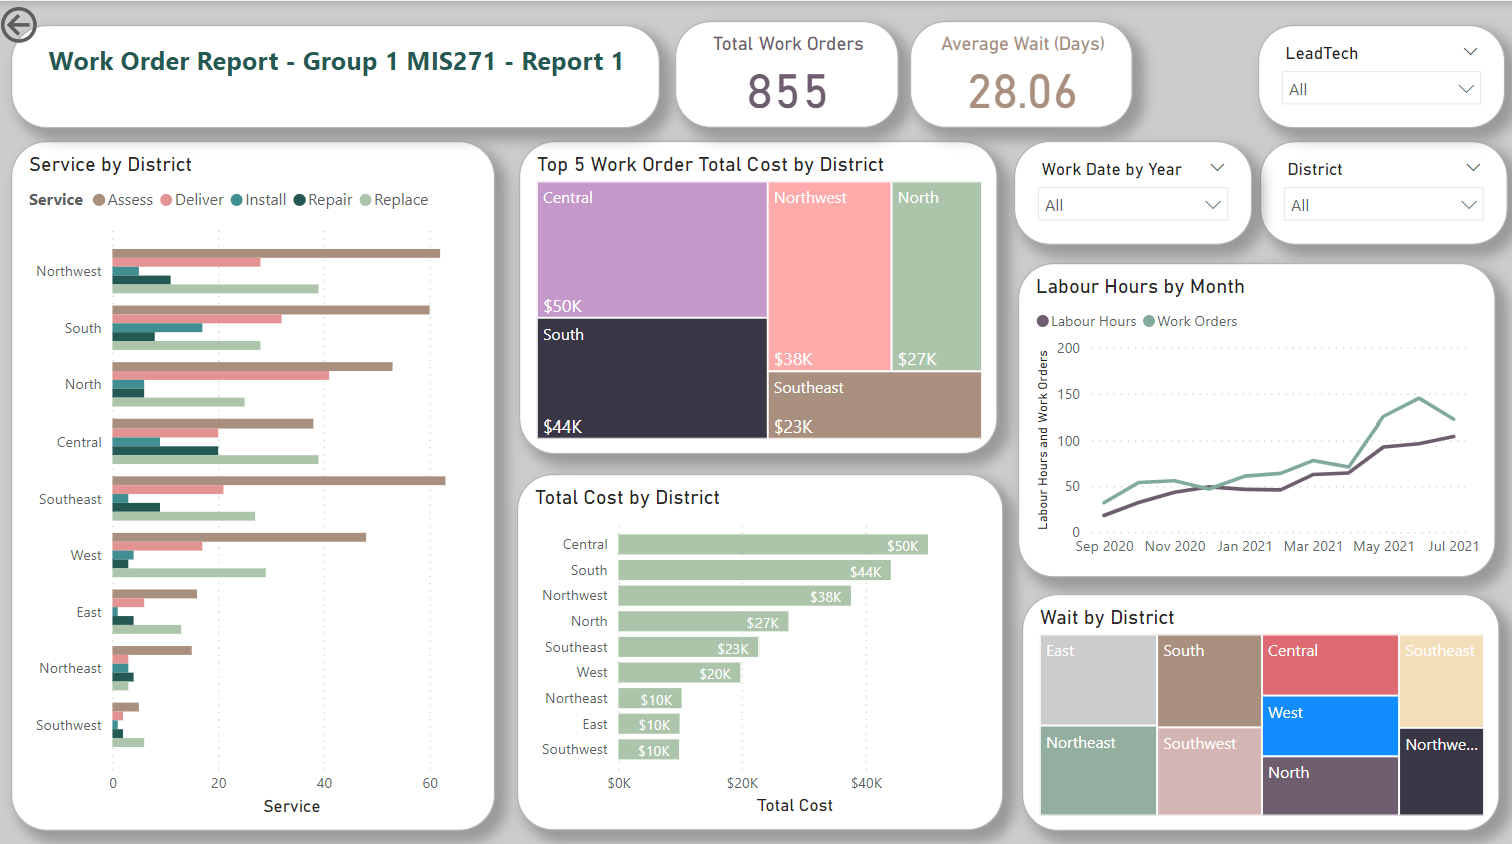 Work Order Report - Group 1 MIS271 - Report 1
Total Work Orders
855
Average Wait (Days)
28.06
LeadTech
All
Work Date by Year
All
District
All
Service by District
Service Assess Deliver Install Repair Replace
Northwest
South
North
Central
Southeast
West
East
Northeast
Southwest
0 20 40 60
Service
Top 5 Work Order Total Cost by District
Central
$50K
South
$44K
Northwest
$38K
North
$27K
Southeast
$23K
Total Cost by District
Central $50K
South $44K
Northwest $38K
North $27K
Southeast $23K
West $20K
Northeast $10K
East $10K
Southwest $10K
$0K $20K $40K
Total Cost
Labour Hours by Month
Labour Hours Work Orders
Labour Hours and Work Orders
200
150
100
50
0
Sep 2020 Nov 2020 Jan 2021 Mar 2021 May 2021 Jul 2021
Wait by District
East
Northeast
South
Southwest
Central
West
North
Southeast
Northwe...